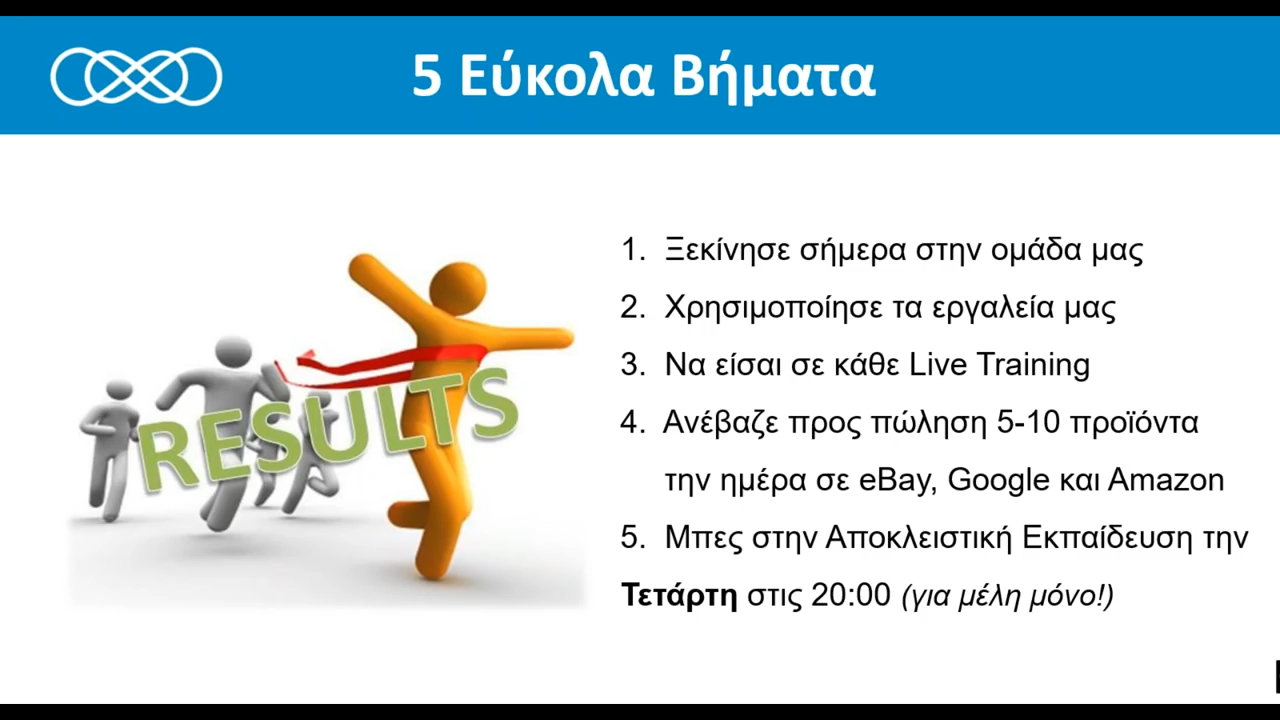 5 Εύκολα Βήματα
RESULTS
1. Ξεκίνησε σήμερα στην ομάδα μας
2. Χρησιμοποίησε τα εργαλεία μας
3. Να είσαι σε κάθε Live Training
4. Ανέβαζε προς πώληση 5-10 προϊόντα
την ημέρα σε eBay, Google και Amazon
5. Μπες στην Αποκλειστική Εκπαίδευση την
Τετάρτη στις 20:00 (για μέλη μόνο!)